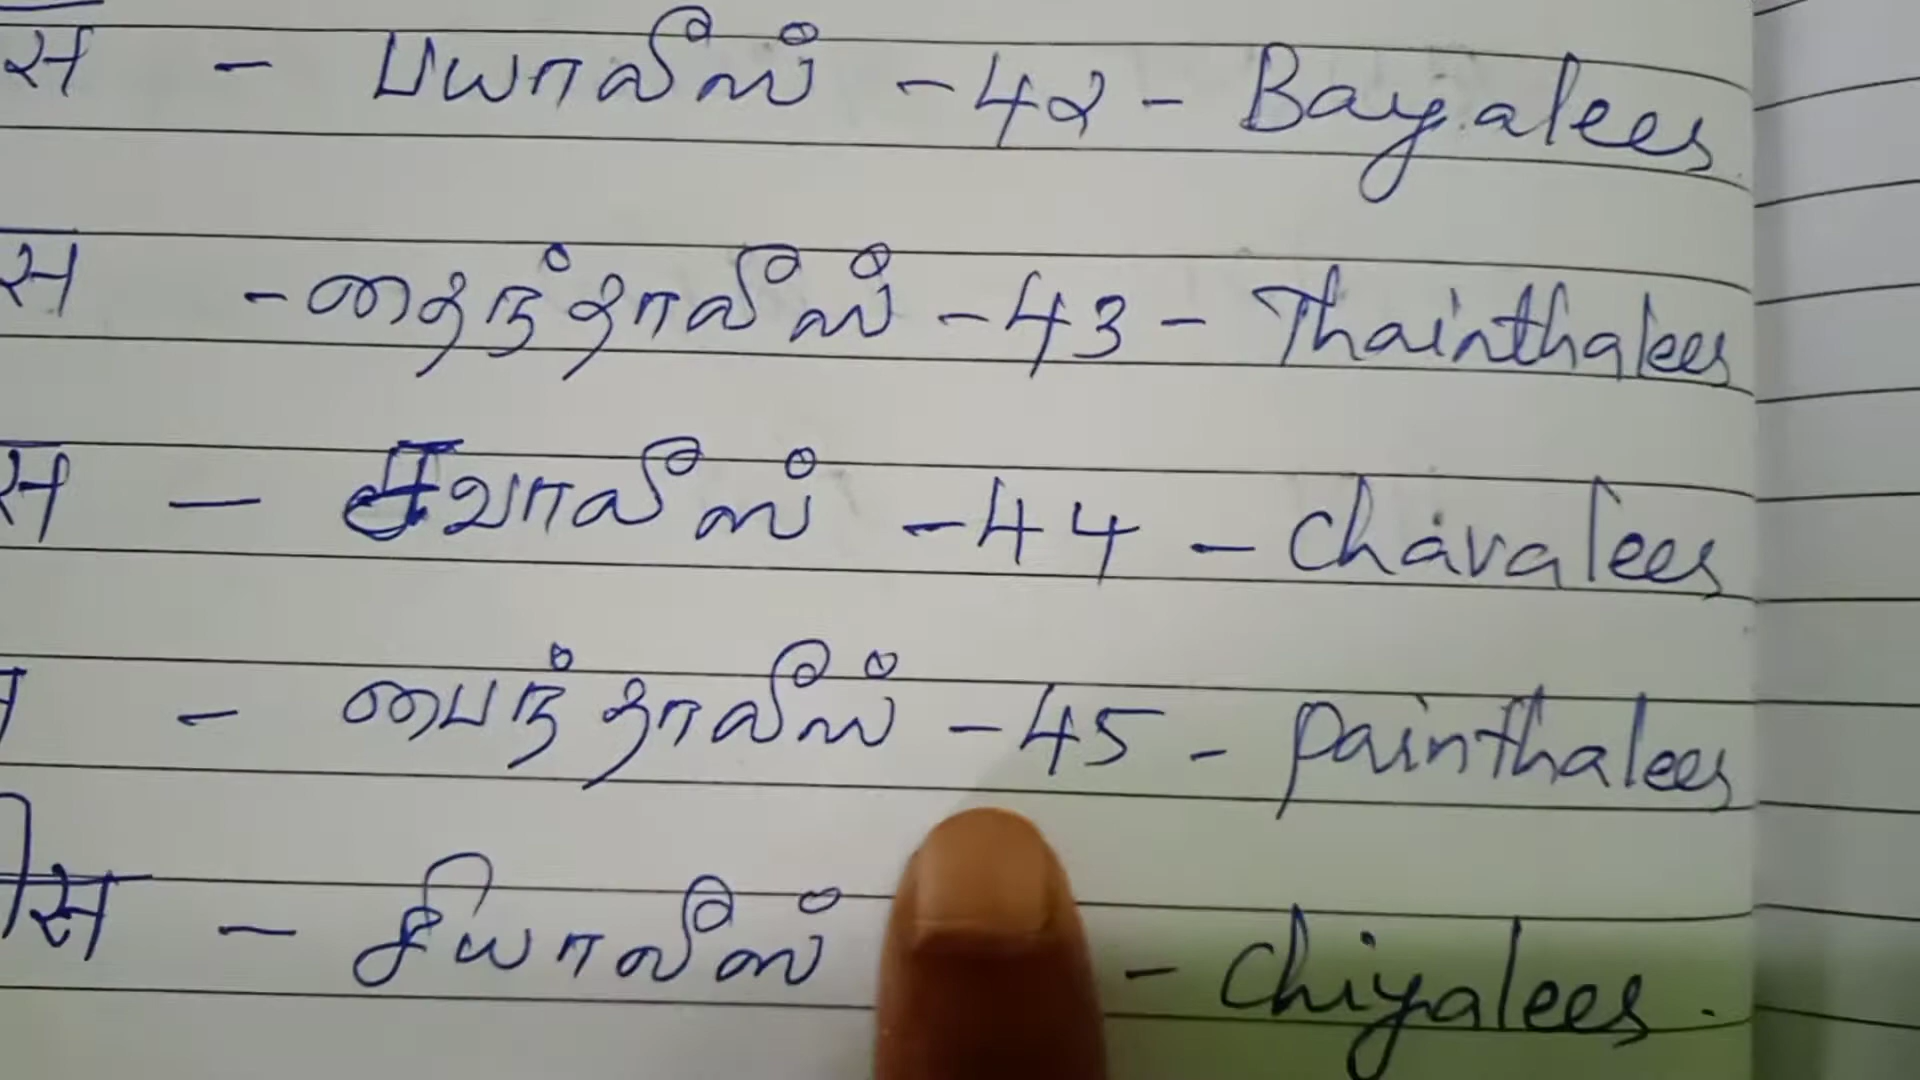 स - பயாலீஸ் - 42 - Bayalees
स - தைந்தாலீஸ் - 43 - Thainthalees
स - சவாலீஸ் - 44 - Chavalees
- பைந்தாலீஸ் - 45 - Painthalees
ीस - சியாலீஸ் - Chiyalees.